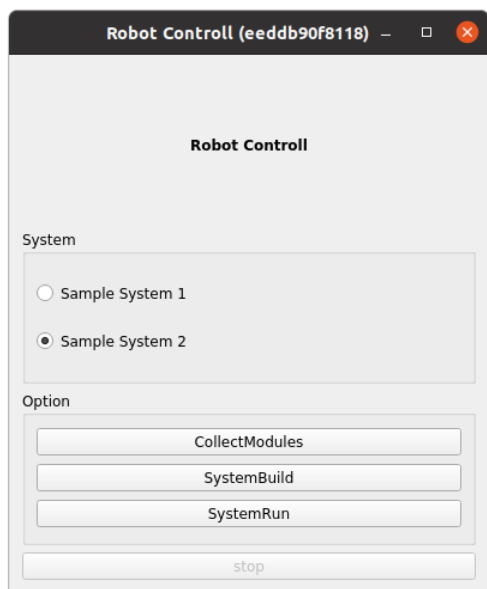 Robot Controll (eeddb90f8118)
Robot Controll
System
Sample System 1
Sample System 2
Option
CollectModules
SystemBuild
SystemRun
stop